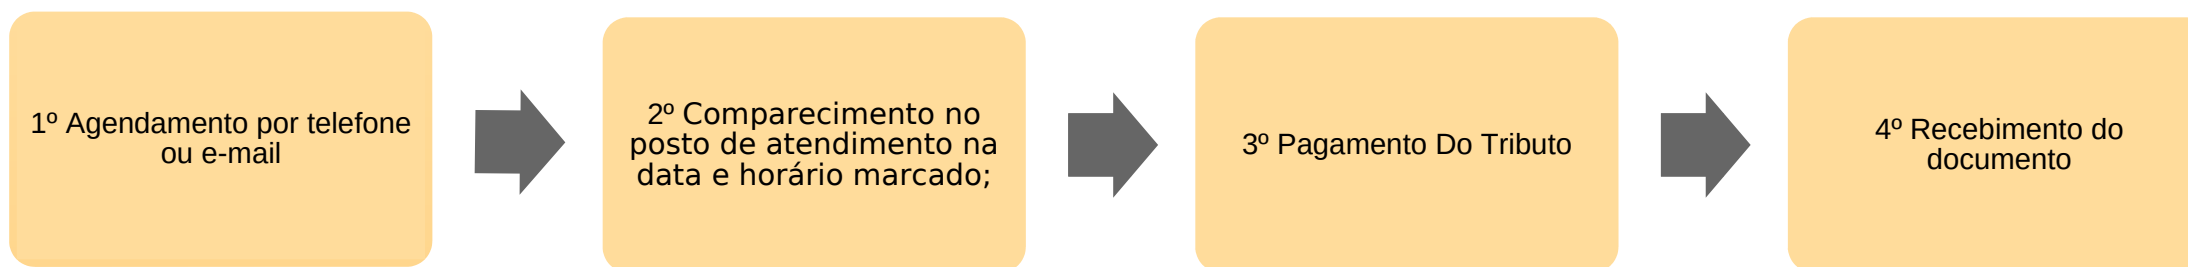 1º Agendamento por telefone
ou e-mail
2º Comparecimento no
posto de atendimento na
data e horário marcado;
3º Pagamento Do Tributo
4º Recebimento do
documento